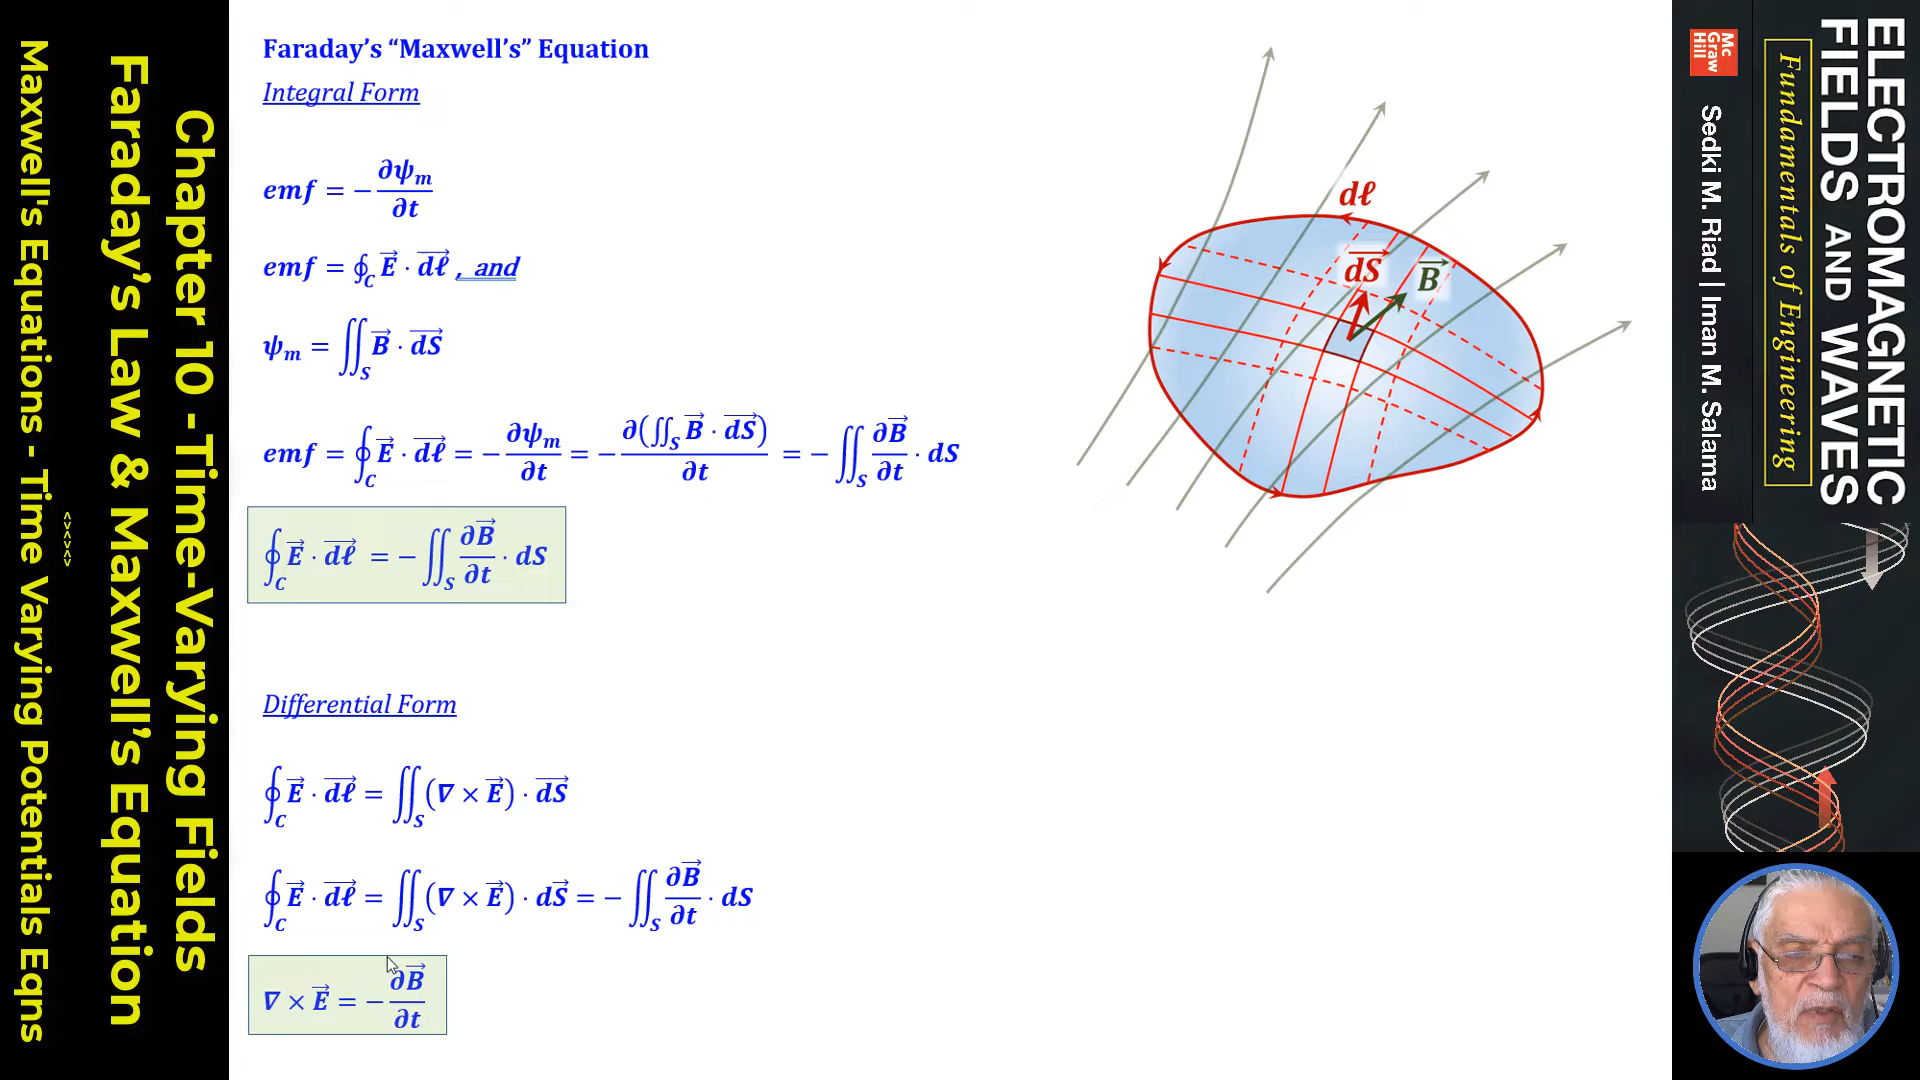 Chapter 10 -Time-Varying Fields
Faraday's Law & Maxwell's Equation
<v<v<v>
Maxwell's Equations - Time Varying Potentials Eqns
Faraday's “Maxwell's” Equation
Integral Form
emf = −∂ψ_m/∂t
emf = ∮_C E⃗ · dℓ⃗ , and
ψ_m = ∬_S B⃗ · dS⃗
emf = ∮_C E⃗ · dℓ⃗ = −∂ψ_m/∂t = −∂(∬_S B⃗ · dS⃗)/∂t = −∬_S ∂B⃗/∂t · dS
∮_C E⃗ · dℓ⃗ = −∬_S ∂B⃗/∂t · dS
Differential Form
∮_C E⃗ · dℓ⃗ = ∬_S (∇ × E⃗) · dS⃗
∮_C E⃗ · dℓ⃗ = ∬_S (∇ × E⃗) · dS⃗ = −∬_S ∂B⃗/∂t · dS
∇ × E⃗ = −∂B⃗/∂t
dℓ
dS⃗
B⃗
ELECTROMAGNETIC
FIELDS AND WAVES
Fundamentals of Engineering
Mc
Graw
Hill
Sedki M. Riad | Iman M. Salama